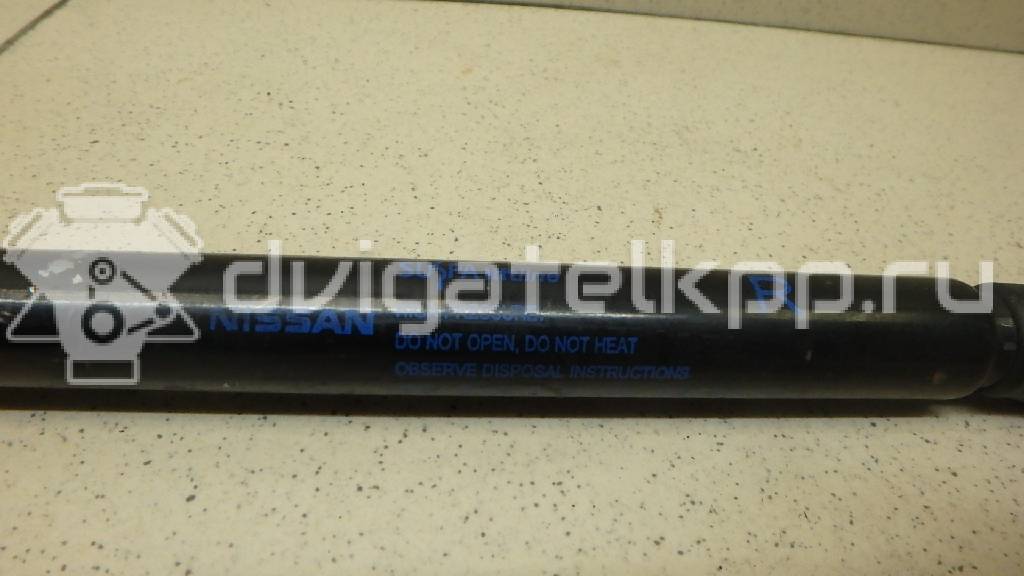 dvigatelkpp.ru
R
NISSAN
DO NOT OPEN, DO NOT HEAT
OBSERVE DISPOSAL INSTRUCTIONS